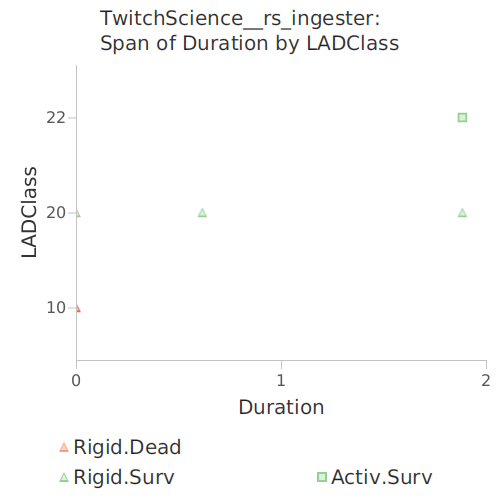 TwitchScience__rs_ingester:
Span of Duration by LADClass
22
LADClass
20
10
0
1
2
Duration
Rigid.Dead
Rigid.Surv
Activ.Surv